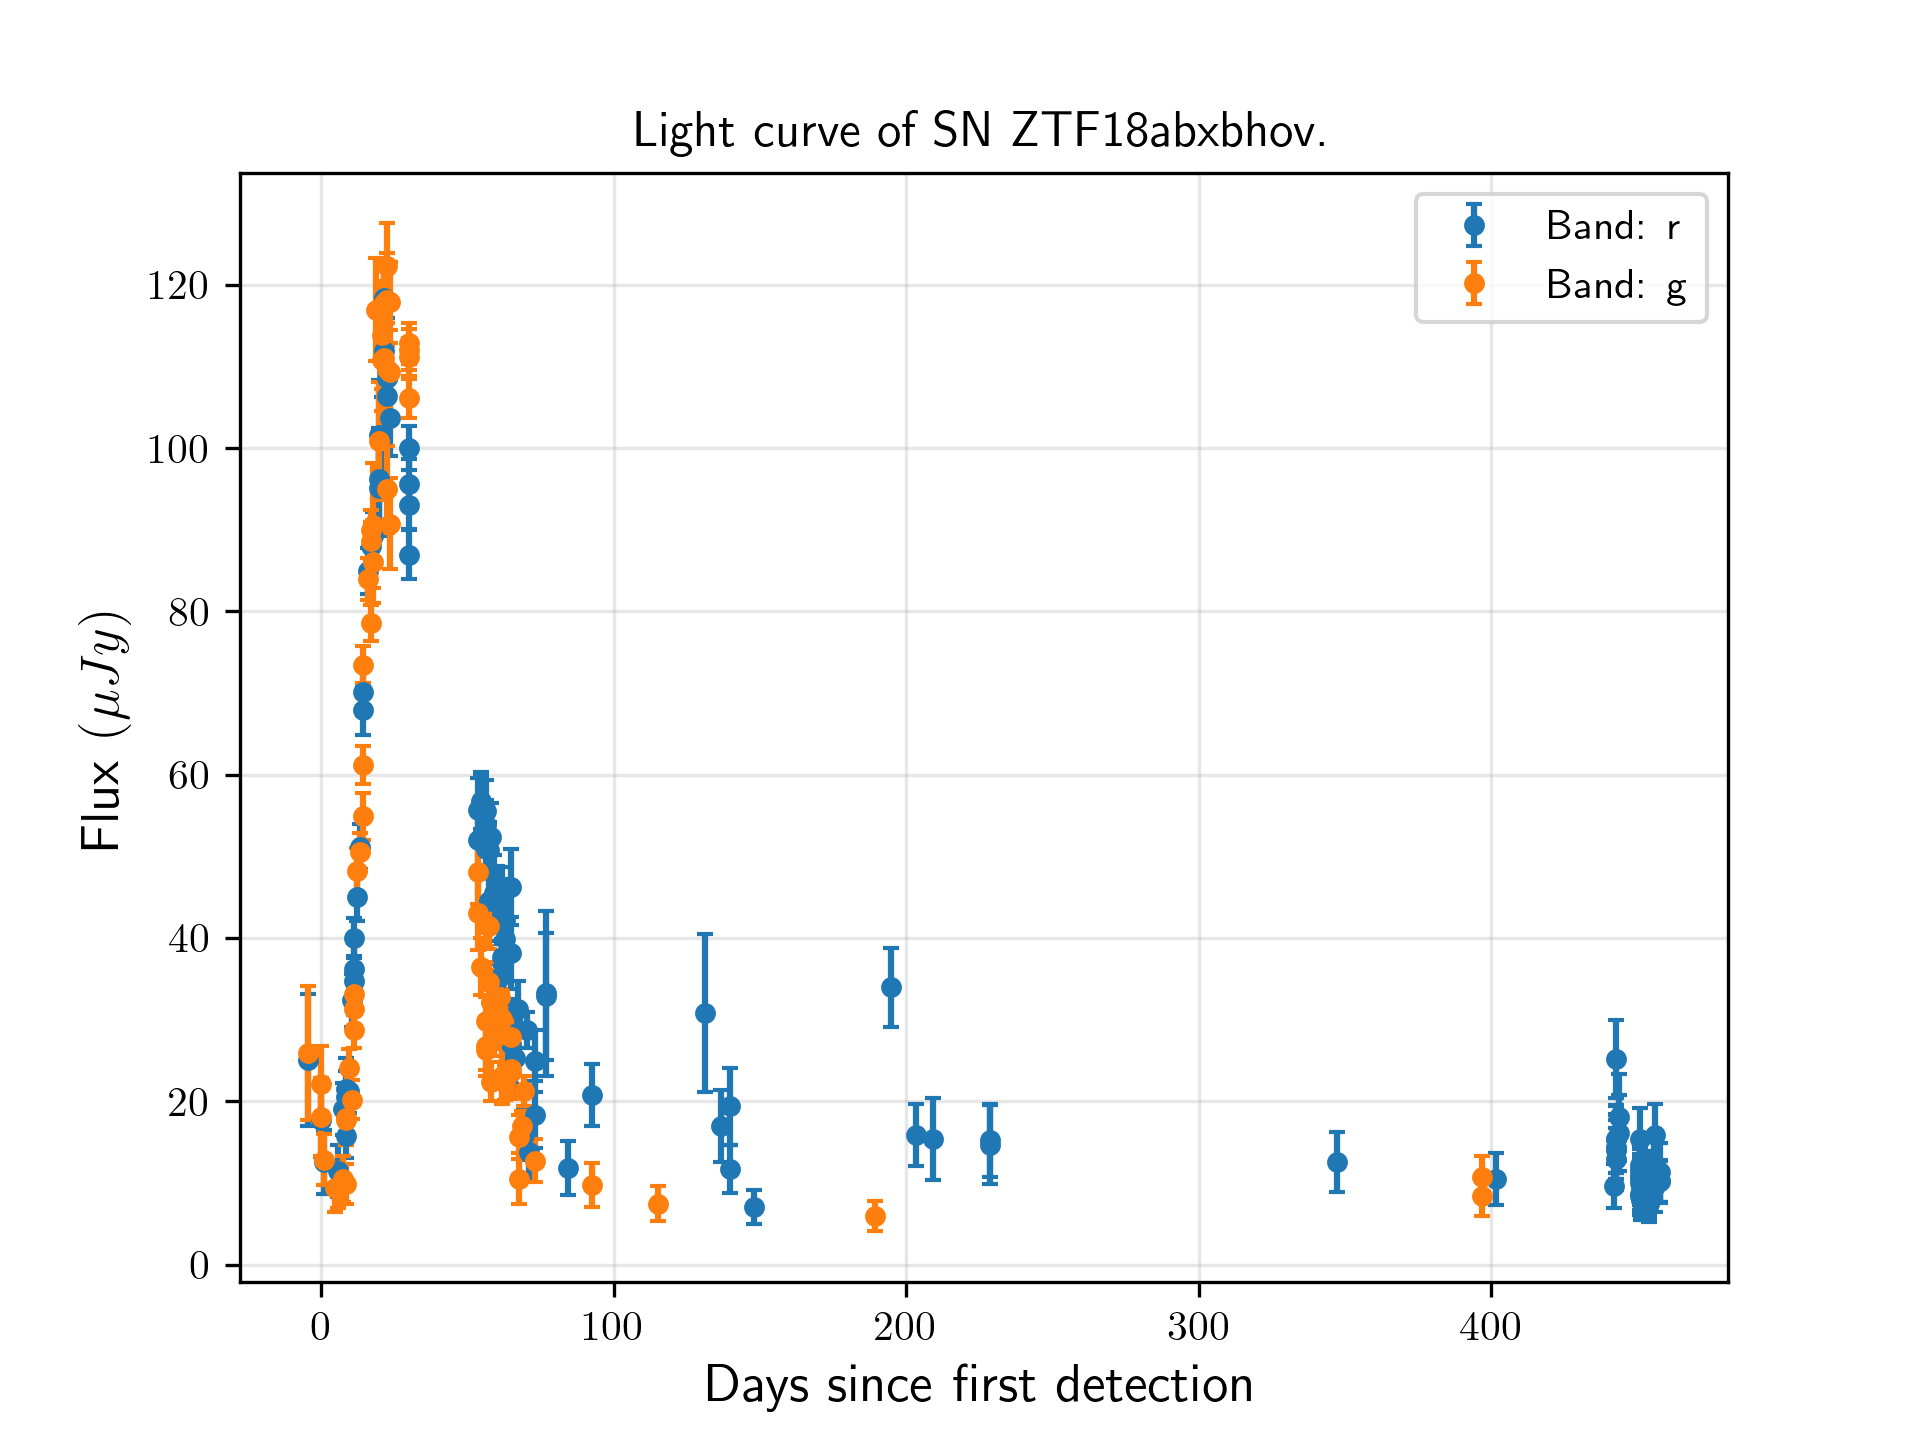 Light curve of SN ZTF18abxbhov.
Band: r
Band: g
120
100
80
60
40
20
0
Flux (μJy)
0 100 200 300 400
Days since first detection